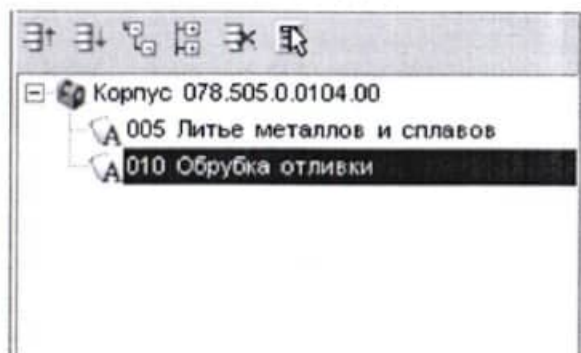 Корпус 078.505.0.0104.00
005 Литье металлов и сплавов
010 Обрубка отливки